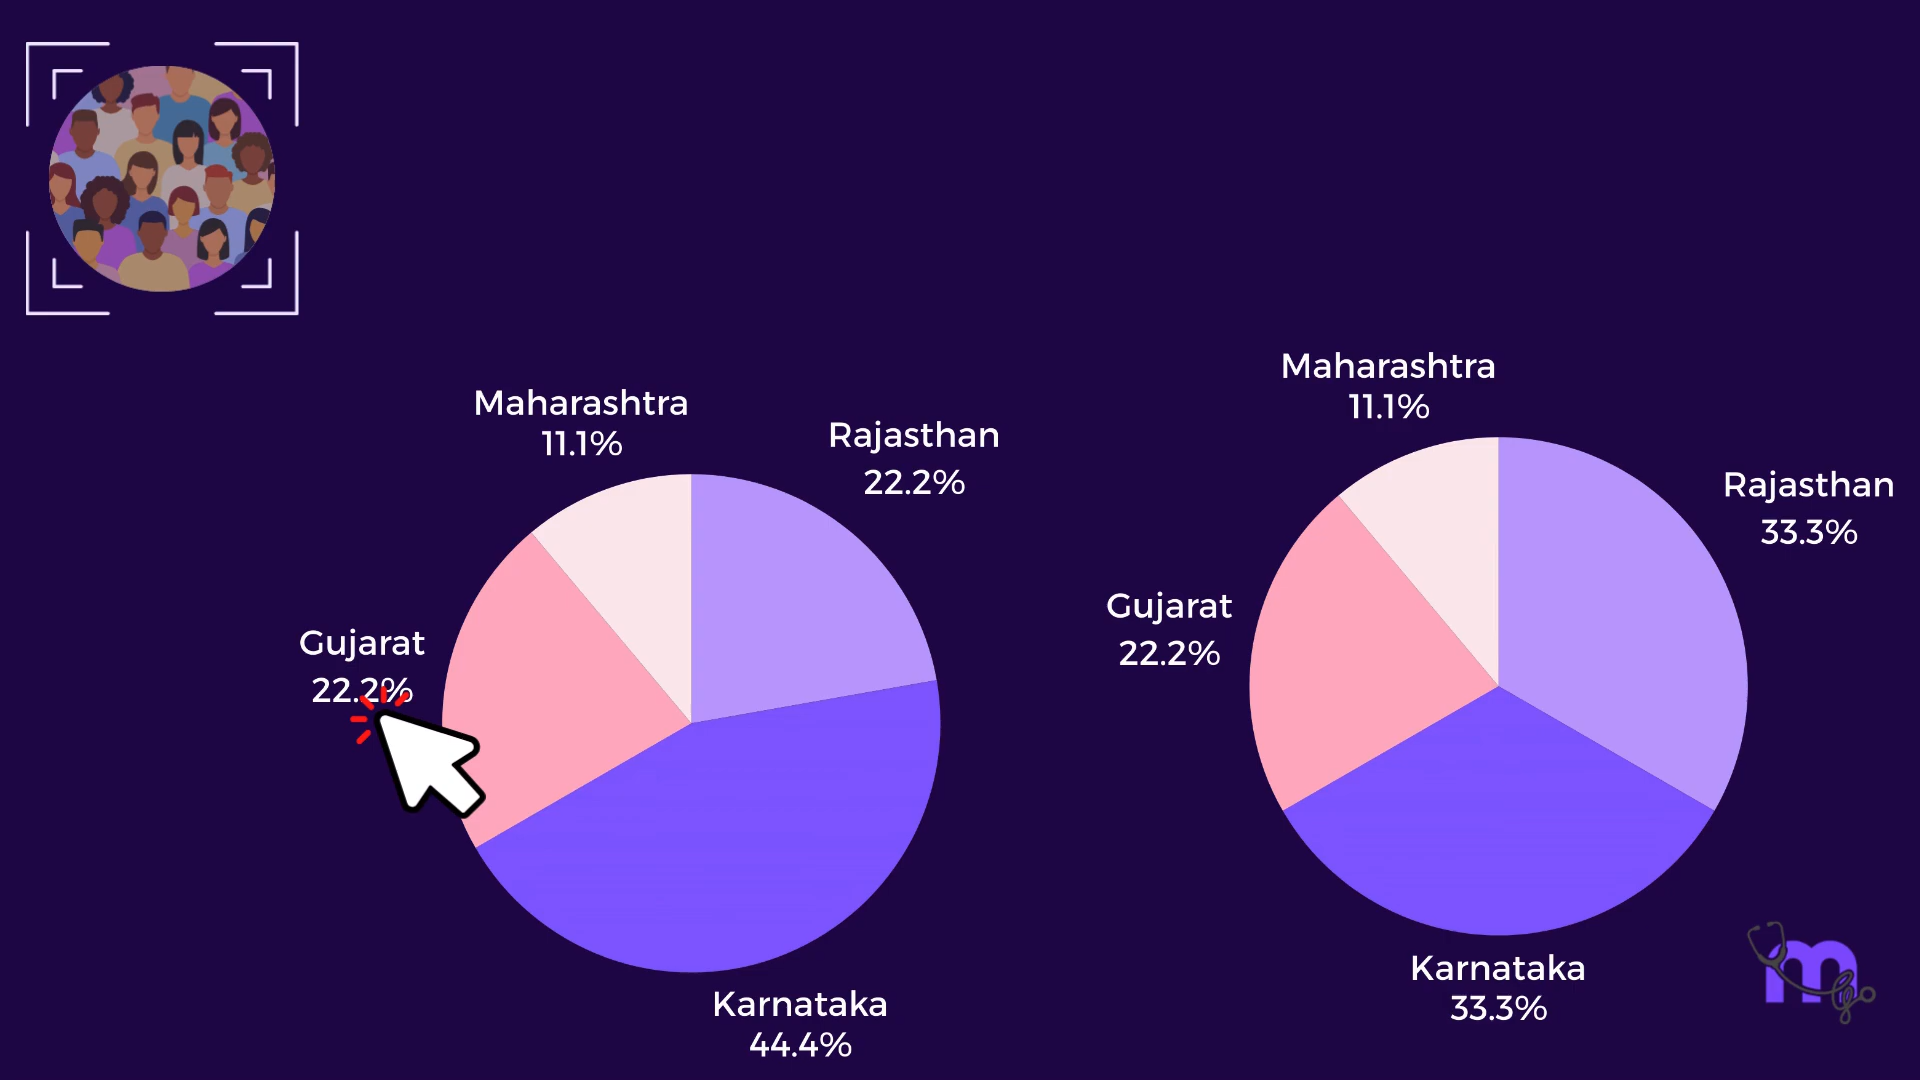 Maharashtra
11.1%
Rajasthan
22.2%
Gujarat
22.2%
Karnataka
44.4%
Maharashtra
11.1%
Rajasthan
33.3%
Gujarat
22.2%
Karnataka
33.3%
m
go